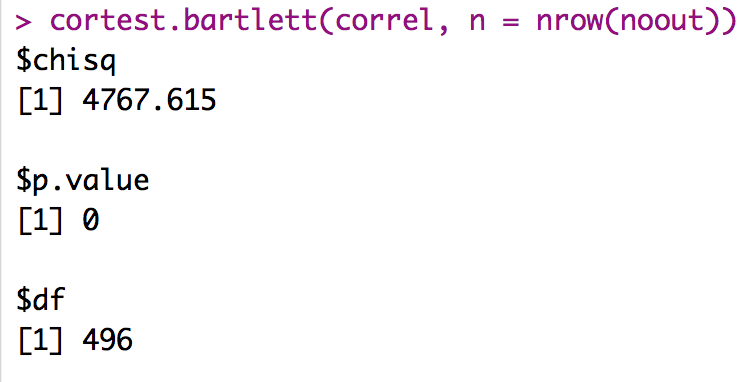 > cortest.bartlett(correl, n = nrow(noout))
$chisq
[1] 4767.615
$p.value
[1] 0
$df
[1] 496